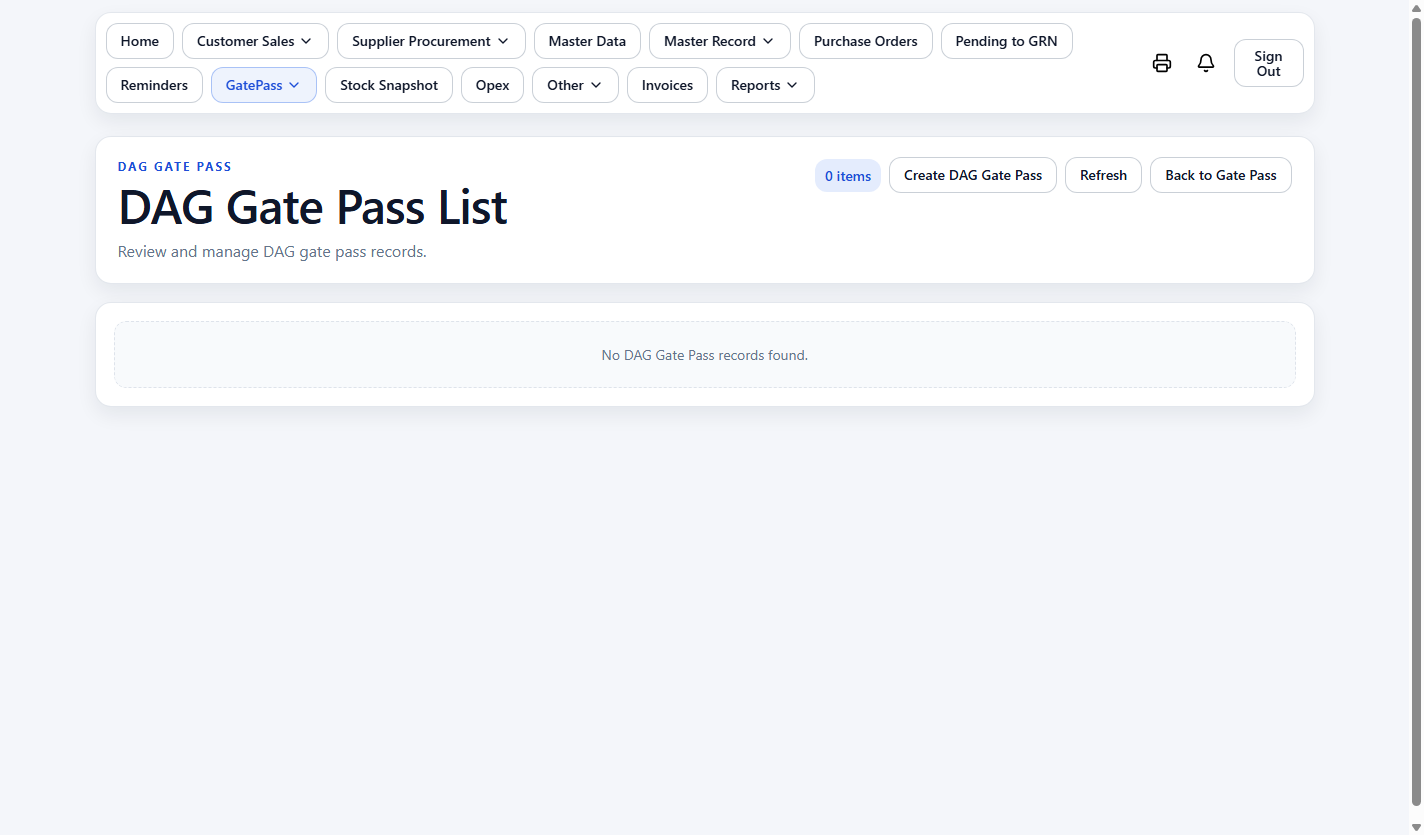 Home Customer Sales Supplier Procurement Master Data Master Record Purchase Orders Pending to GRN
Reminders GatePass Stock Snapshot Opex Other Invoices Reports
Sign
Out
DAG GATE PASS
DAG Gate Pass List
Review and manage DAG gate pass records.
0 items Create DAG Gate Pass Refresh Back to Gate Pass
No DAG Gate Pass records found.